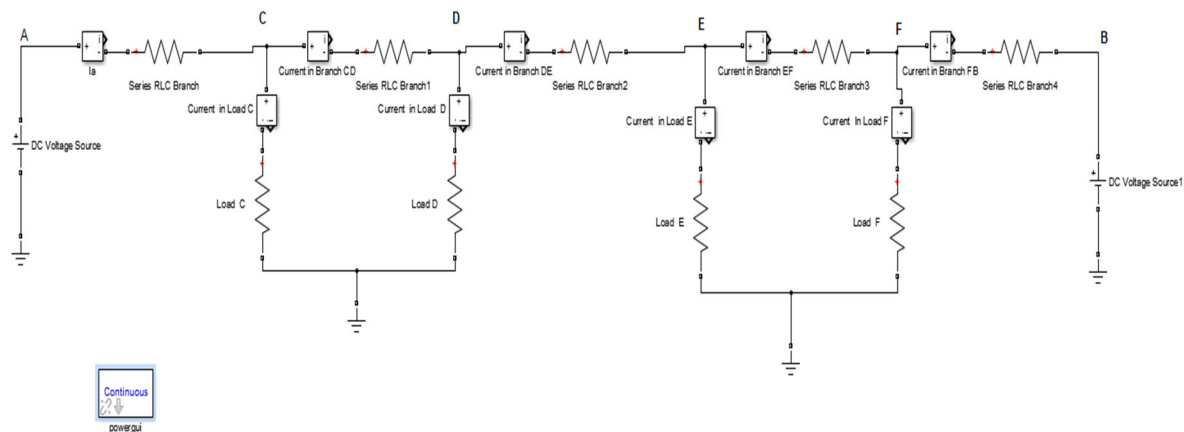 A
C
D
E
F
B
Ia
Series RLC Branch
Current in Branch CD
Series RLC Branch1
Current in Branch DE
Series RLC Branch2
Current in Branch EF
Series RLC Branch3
Current in Branch FB
Series RLC Branch4
Current in Load C
Current in Load D
Current in Load E
Current In Load F
DC Voltage Source
DC Voltage Source1
Load C
Load D
Load E
Load F
Continuous
powergui